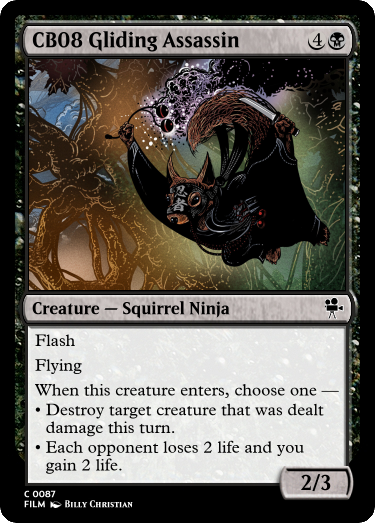 CB08 Gliding Assassin 4
Creature — Squirrel Ninja
Flash
Flying
When this creature enters, choose one —
• Destroy target creature that was dealt
damage this turn.
• Each opponent loses 2 life and you
gain 2 life.
2/3
C 0087
FILM Billy Christian